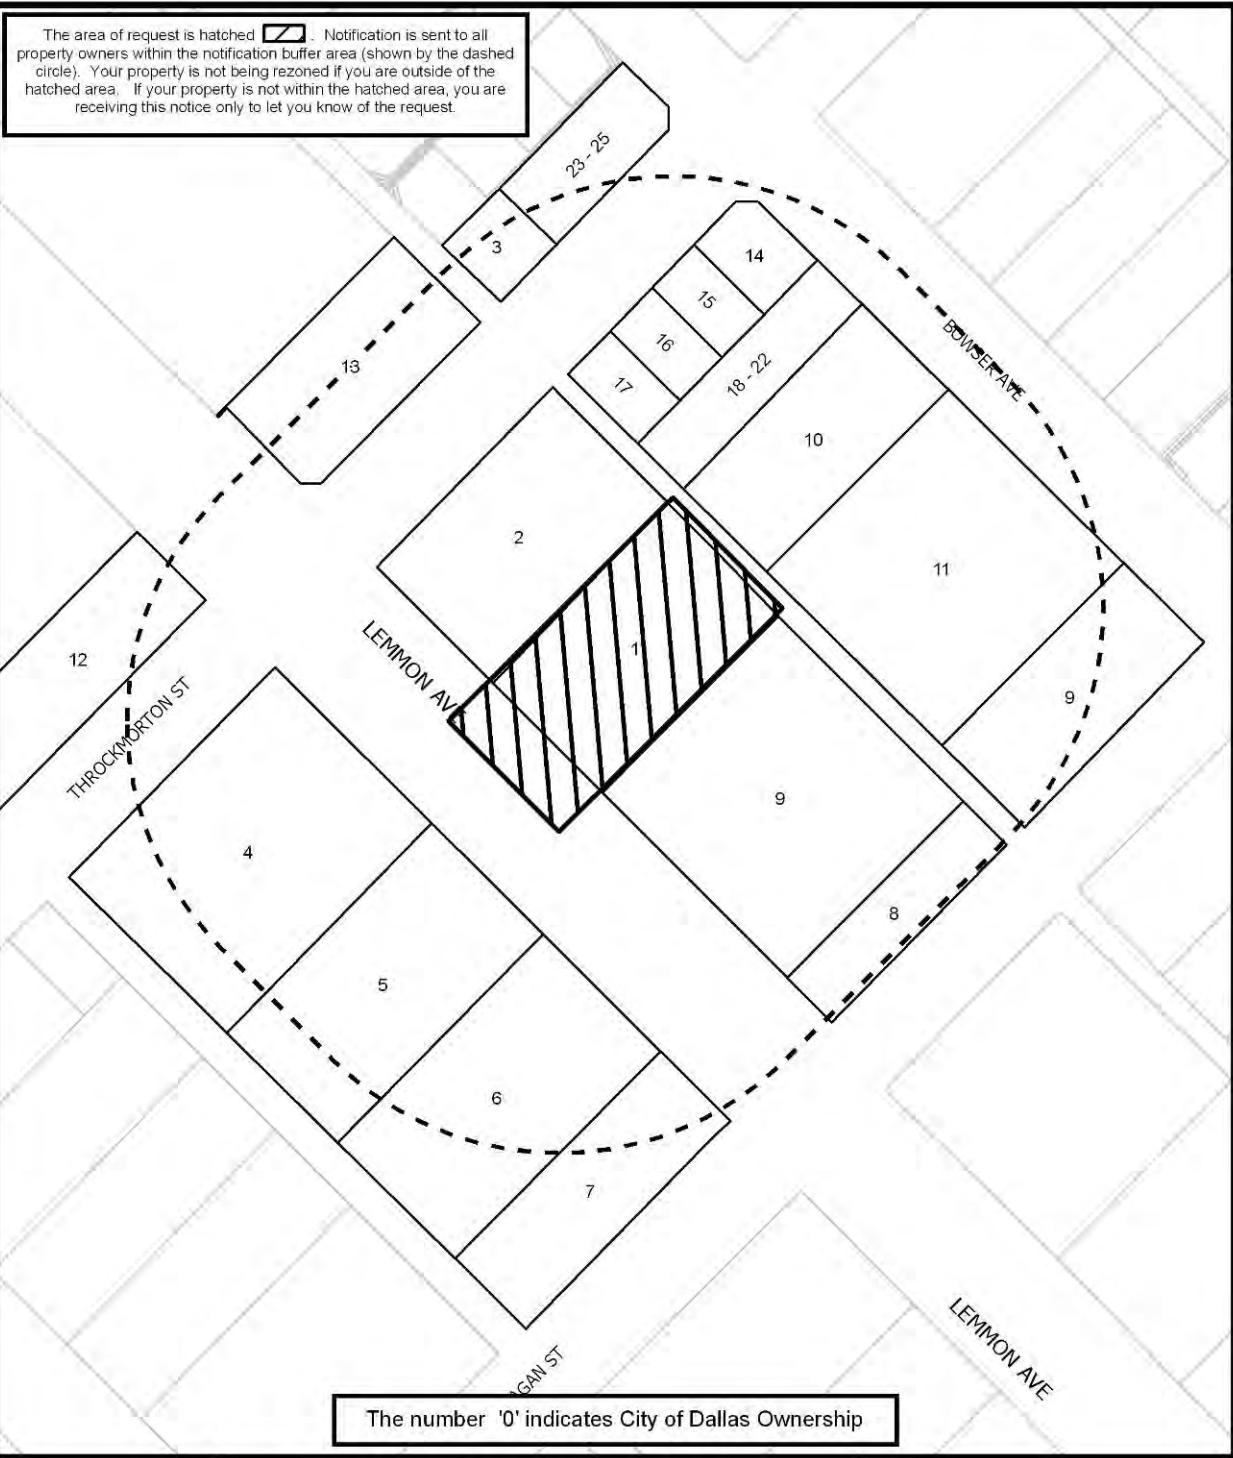 The area of request is hatched . Notification is sent to all
property owners within the notification buffer area (shown by the dashed
circle). Your property is not being rezoned if you are outside of the
hatched area. If your property is not within the hatched area, you are
receiving this notice only to let you know of the request.
23 - 25
3
14
15
13
16
17
18 - 22
BOWSER AVE
10
2
11
1
LEMMON AVE
12
9
THROCKMORTON ST
9
4
8
5
6
7
LEMMON AVE
AGAN ST
The number '0' indicates City of Dallas Ownership